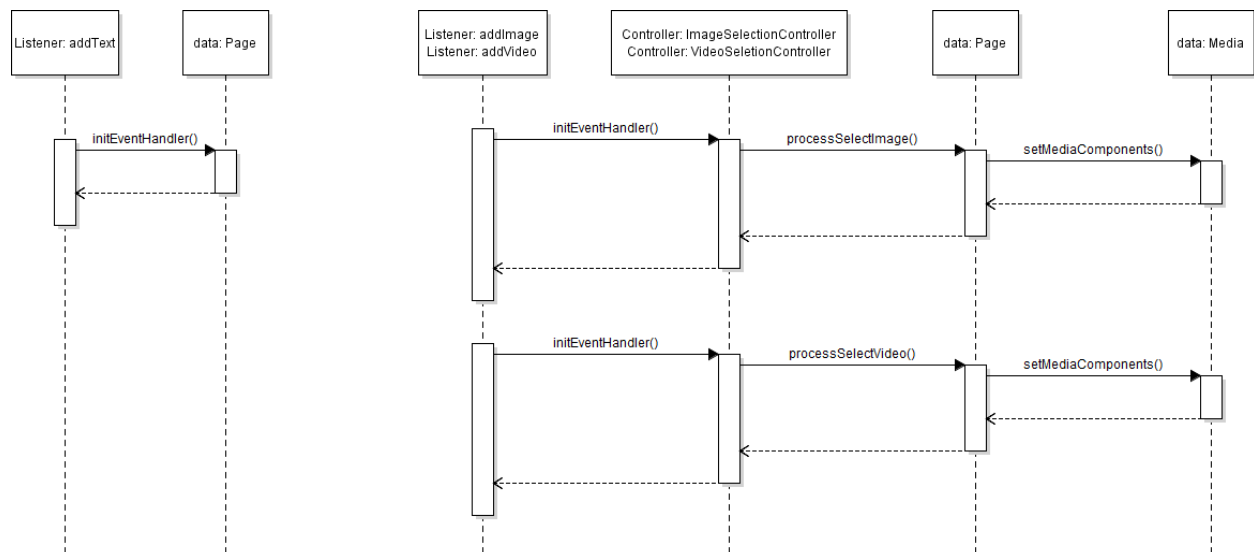 Listener: addText
data: Page
Listener: addImage
Listener: addVideo
Controller: ImageSelectionController
Controller: VideoSeletionController
data: Page
data: Media
initEventHandler()
initEventHandler()
processSelectImage()
setMediaComponents()
initEventHandler()
processSelectVideo()
setMediaComponents()